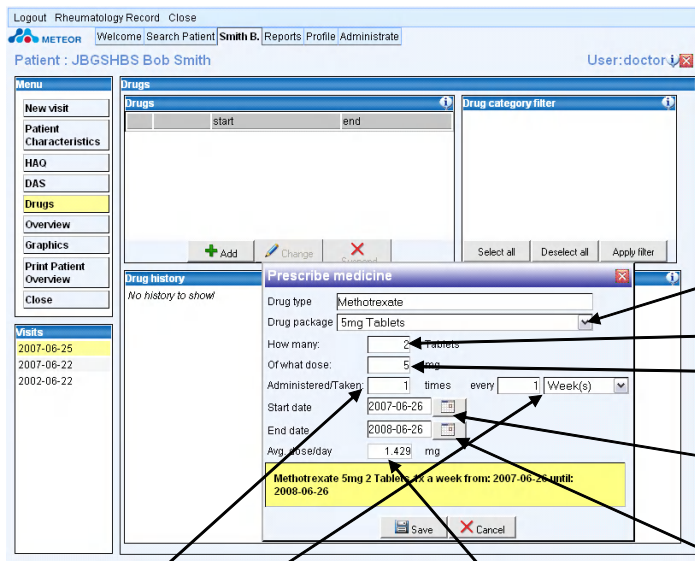 Logout Rheumatology Record Close
METEOR Welcome Search Patient Smith B. Reports Profile Administrate
Patient : JBGSHBS Bob Smith User:doctor
Menu
New visit
Patient
Characteristics
HAQ
DAS
Drugs
Overview
Graphics
Print Patient
Overview
Close
Visits
2007-06-25
2007-06-22
2002-06-22
Drugs
Drugs
start end
Add Change Suspend
Drug category filter
Select all Deselect all Apply filter
Drug history
No history to show!
Prescribe medicine
Drug type Methotrexate
Drug package 5mg Tablets
How many: 2 Tablets
Of what dose: 5 mg
Administered/Taken: 1 times every 1 Week(s)
Start date 2007-06-26
End date 2008-06-26
Avg. dose/day 1.429 mg
Methotrexate 5mg 2 Tablets 1x a week from: 2007-06-26 until:
2008-06-26
Save Cancel